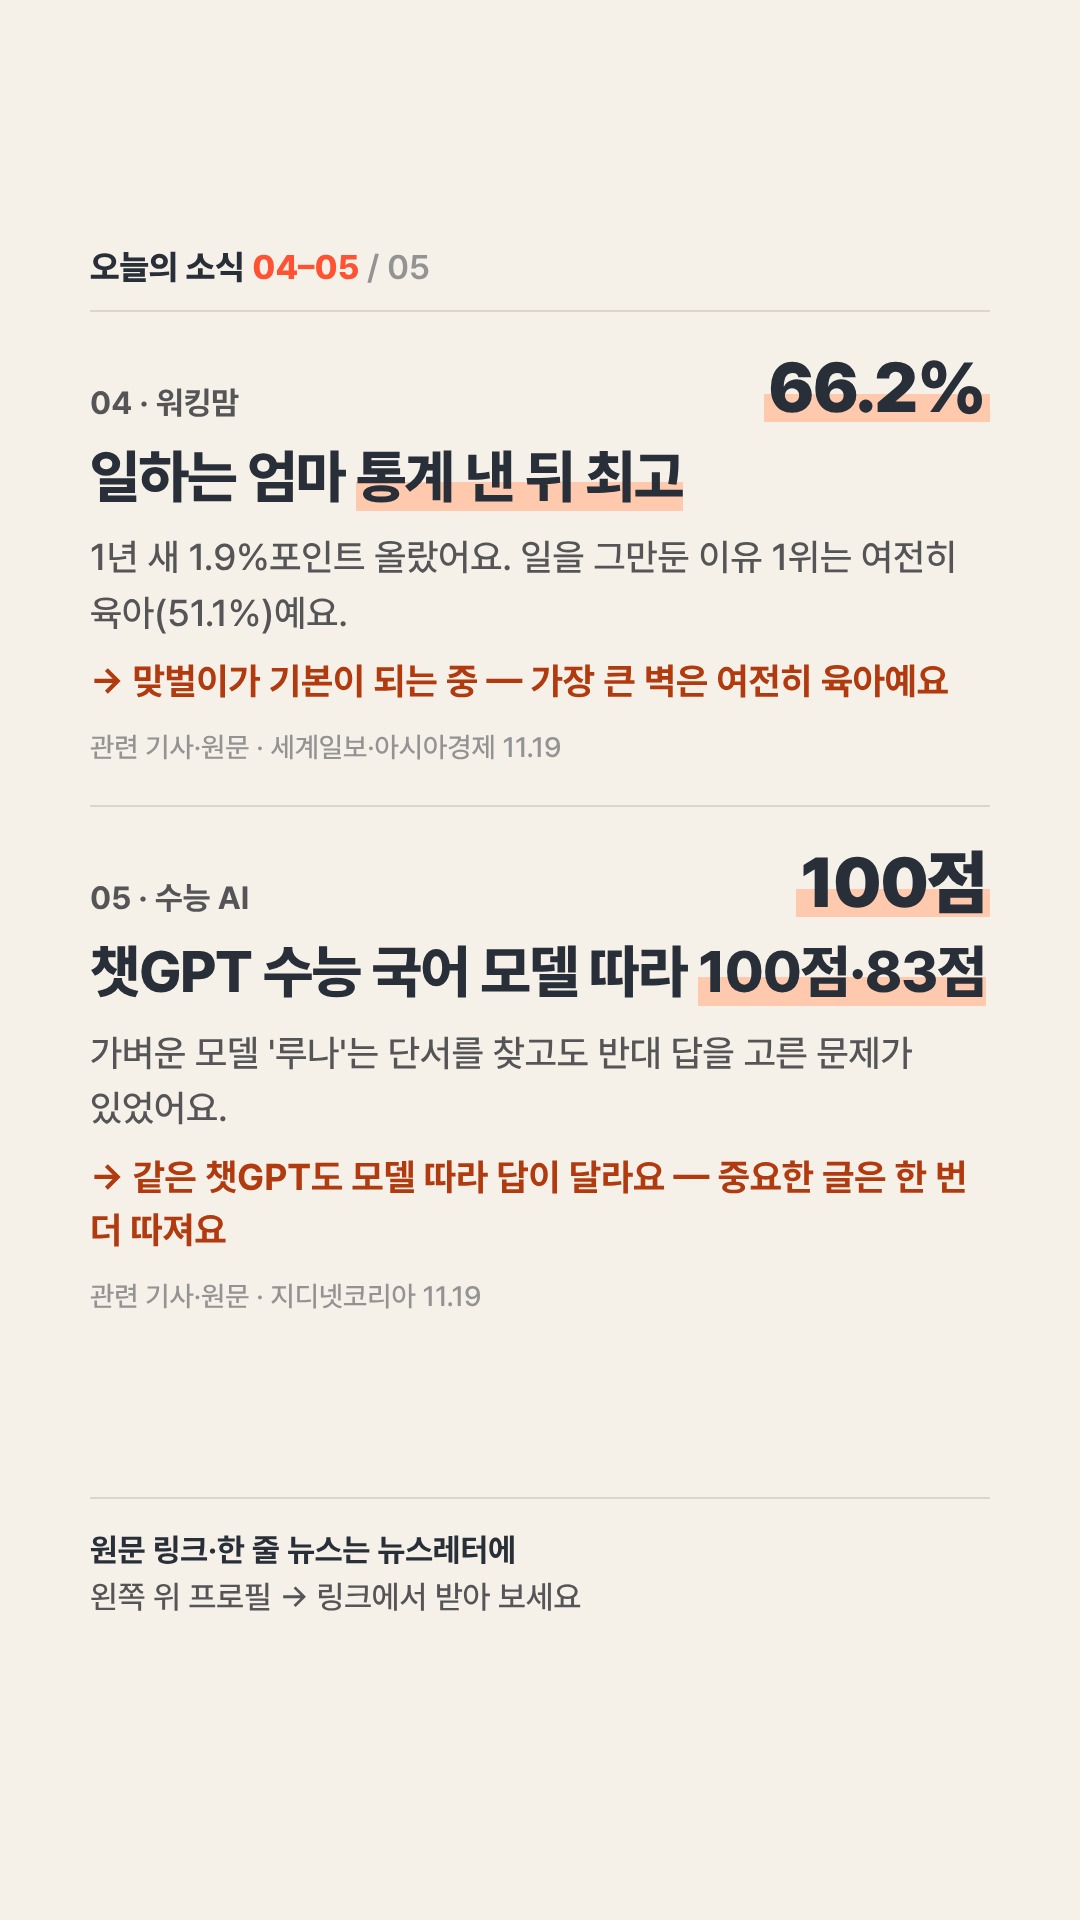 오늘의 소식 04–05 / 05
04 · 워킹맘
66.2%
일하는 엄마 통계 낸 뒤 최고
1년 새 1.9%포인트 올랐어요. 일을 그만둔 이유 1위는 여전히
육아(51.1%)예요.
→ 맞벌이가 기본이 되는 중 — 가장 큰 벽은 여전히 육아예요
관련 기사·원문 · 세계일보·아시아경제 11.19
05 · 수능 AI
100점
챗GPT 수능 국어 모델 따라 100점·83점
가벼운 모델 '루나'는 단서를 찾고도 반대 답을 고른 문제가
있었어요.
→ 같은 챗GPT도 모델 따라 답이 달라요 — 중요한 글은 한 번
더 따져요
관련 기사·원문 · 지디넷코리아 11.19
원문 링크·한 줄 뉴스는 뉴스레터에
왼쪽 위 프로필 → 링크에서 받아 보세요